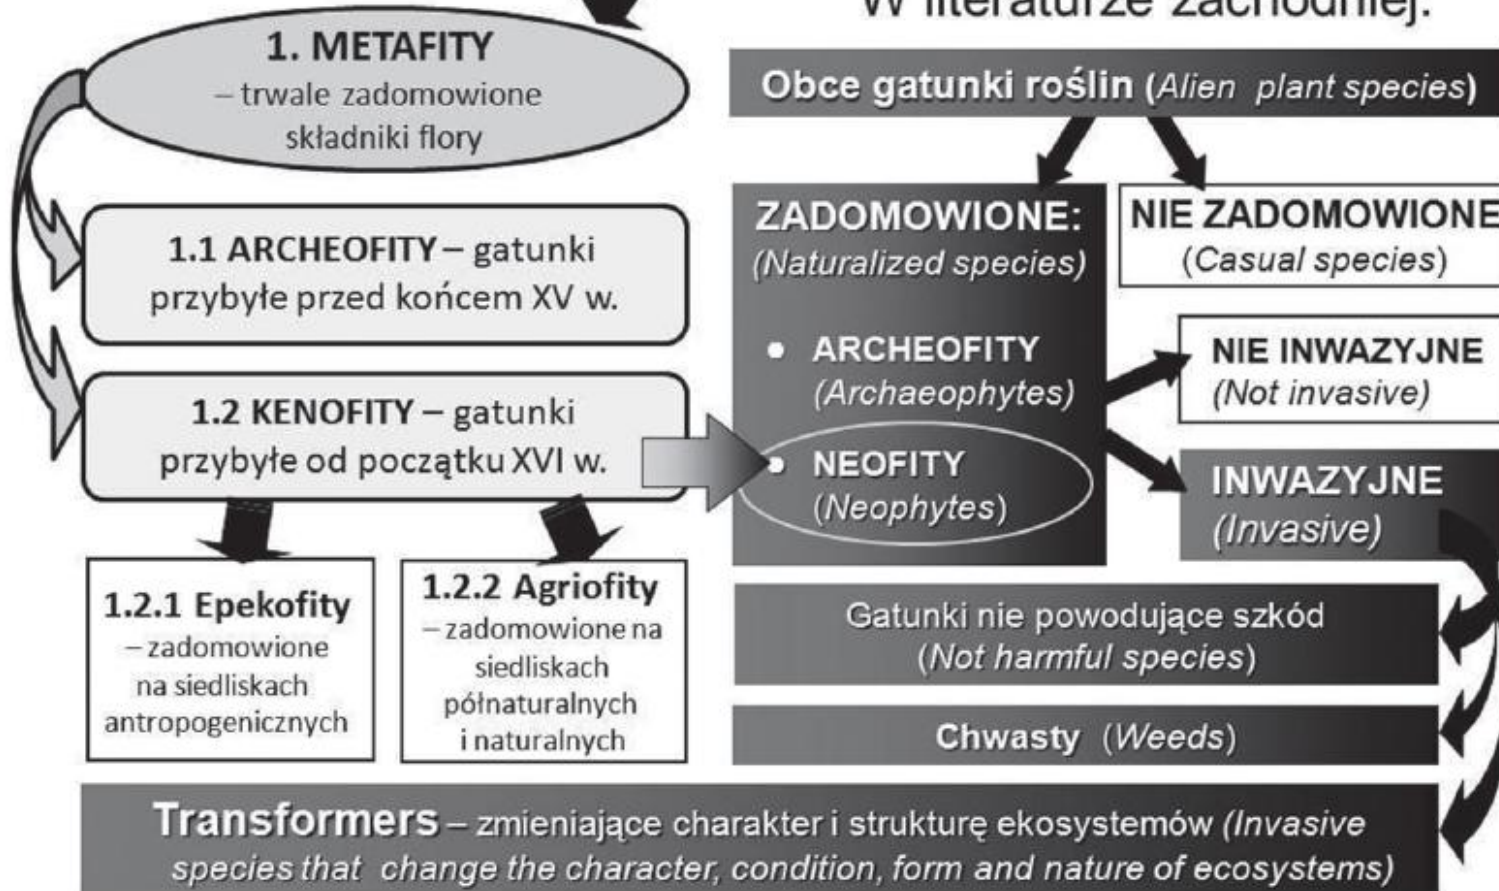 W literaturze zachodniej:
1. METAFITY
– trwale zadomowione
składniki flory
1.1 ARCHEOFITY – gatunki
przybyłe przed końcem XV w.
1.2 KENOFITY – gatunki
przybyłe od początku XVI w.
1.2.1 Epekofity
– zadomowione
na siedliskach
antropogenicznych
1.2.2 Agriofity
– zadomowione na
siedliskach
półnaturalnych
i naturalnych
Obce gatunki roślin (Alien plant species)
ZADOMOWIONE:
(Naturalized species)
• ARCHEOFITY
(Archaeophytes)
• NEOFITY
(Neophytes)
NIE ZADOMOWIONE
(Casual species)
NIE INWAZYJNE
(Not invasive)
INWAZYJNE
(Invasive)
Gatunki nie powodujące szkód
(Not harmful species)
Chwasty (Weeds)
Transformers – zmieniające charakter i strukturę ekosystemów (Invasive
species that change the character, condition, form and nature of ecosystems)